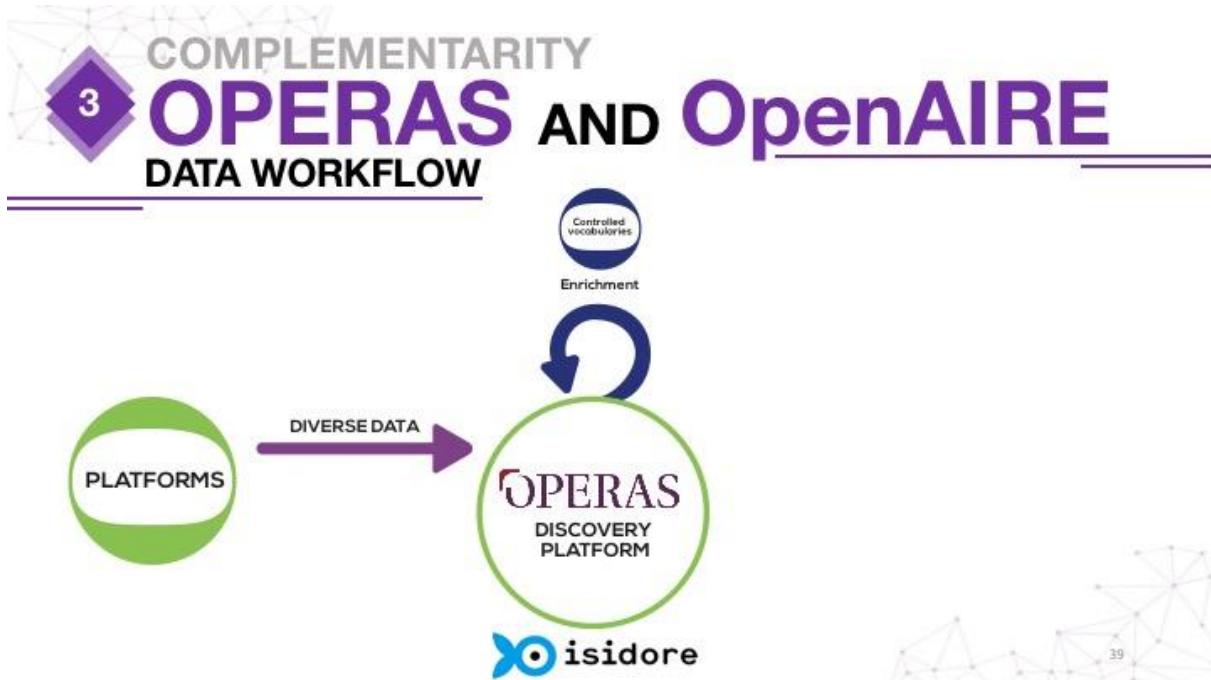 COMPLEMENTARITY
3
OPERAS AND OpenAIRE
DATA WORKFLOW
Controlled
vocabularies
Enrichment
DIVERSE DATA
PLATFORMS
OPERAS
DISCOVERY
PLATFORM
isidore
39